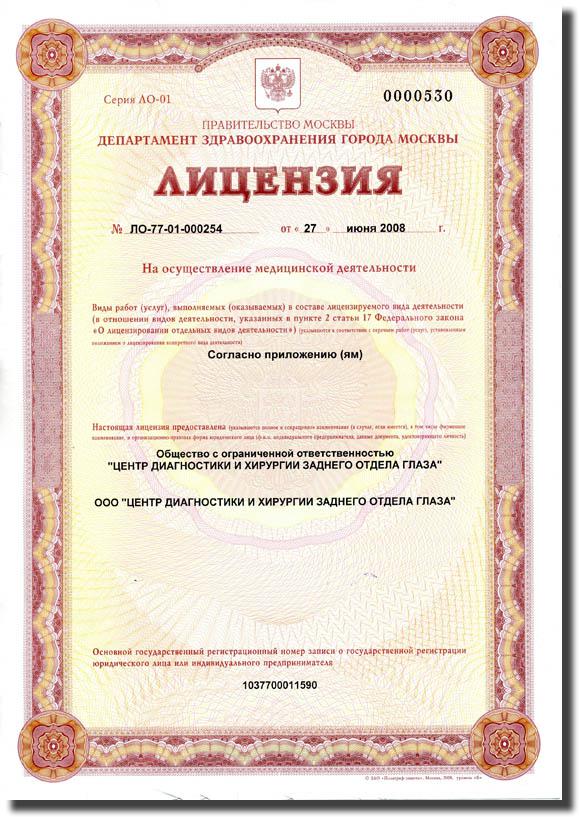 Серия ЛО-01
0000530
ПРАВИТЕЛЬСТВО МОСКВЫ
ДЕПАРТАМЕНТ ЗДРАВООХРАНЕНИЯ ГОРОДА МОСКВЫ
ЛИЦЕНЗИЯ
№ ЛО-77-01-000254 от « 27 » июня 2008 г.
На осуществление медицинской деятельности
Виды работ (услуг), выполняемых (оказываемых) в составе лицензируемого вида деятельности
(в отношении видов деятельности, указанных в пункте 2 статьи 17 Федерального закона
«О лицензировании отдельных видов деятельности») (указываются в соответствии с перечнем работ (услуг), установленным
положением о лицензировании конкретного вида деятельности)
Согласно приложению (ям)
Настоящая лицензия предоставлена (указывается полное и сокращенное наименование (в случае, если имеется), в том числе фирменное
наименование, и организационно-правовая форма юридического лица (ф.и.о. индивидуального предпринимателя, данные документа, удостоверяющего личность)
Общество с ограниченной ответственностью
"ЦЕНТР ДИАГНОСТИКИ И ХИРУРГИИ ЗАДНЕГО ОТДЕЛА ГЛАЗА"
ООО "ЦЕНТР ДИАГНОСТИКИ И ХИРУРГИИ ЗАДНЕГО ОТДЕЛА ГЛАЗА"
Основной государственный регистрационный номер записи о государственной регистрации
юридического лица или индивидуального предпринимателя
1037700011590
Москва, 2008,